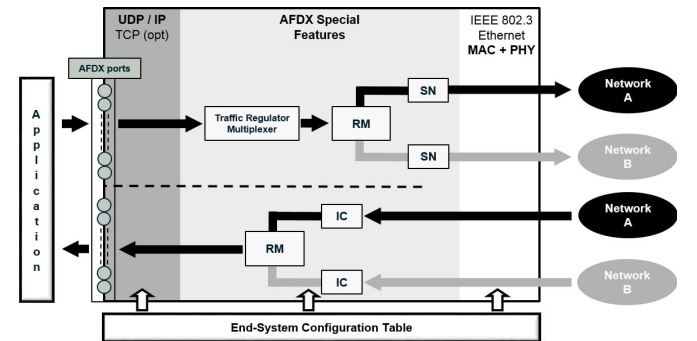 UDP / IP
TCP (opt)
AFDX Special
Features
IEEE 802.3
Ethernet
MAC + PHY
AFDX ports
Application
Traffic Regulator
Multiplexer
RM
SN
SN
Network
A
Network
B
RM
IC
IC
Network
A
Network
B
End-System Configuration Table